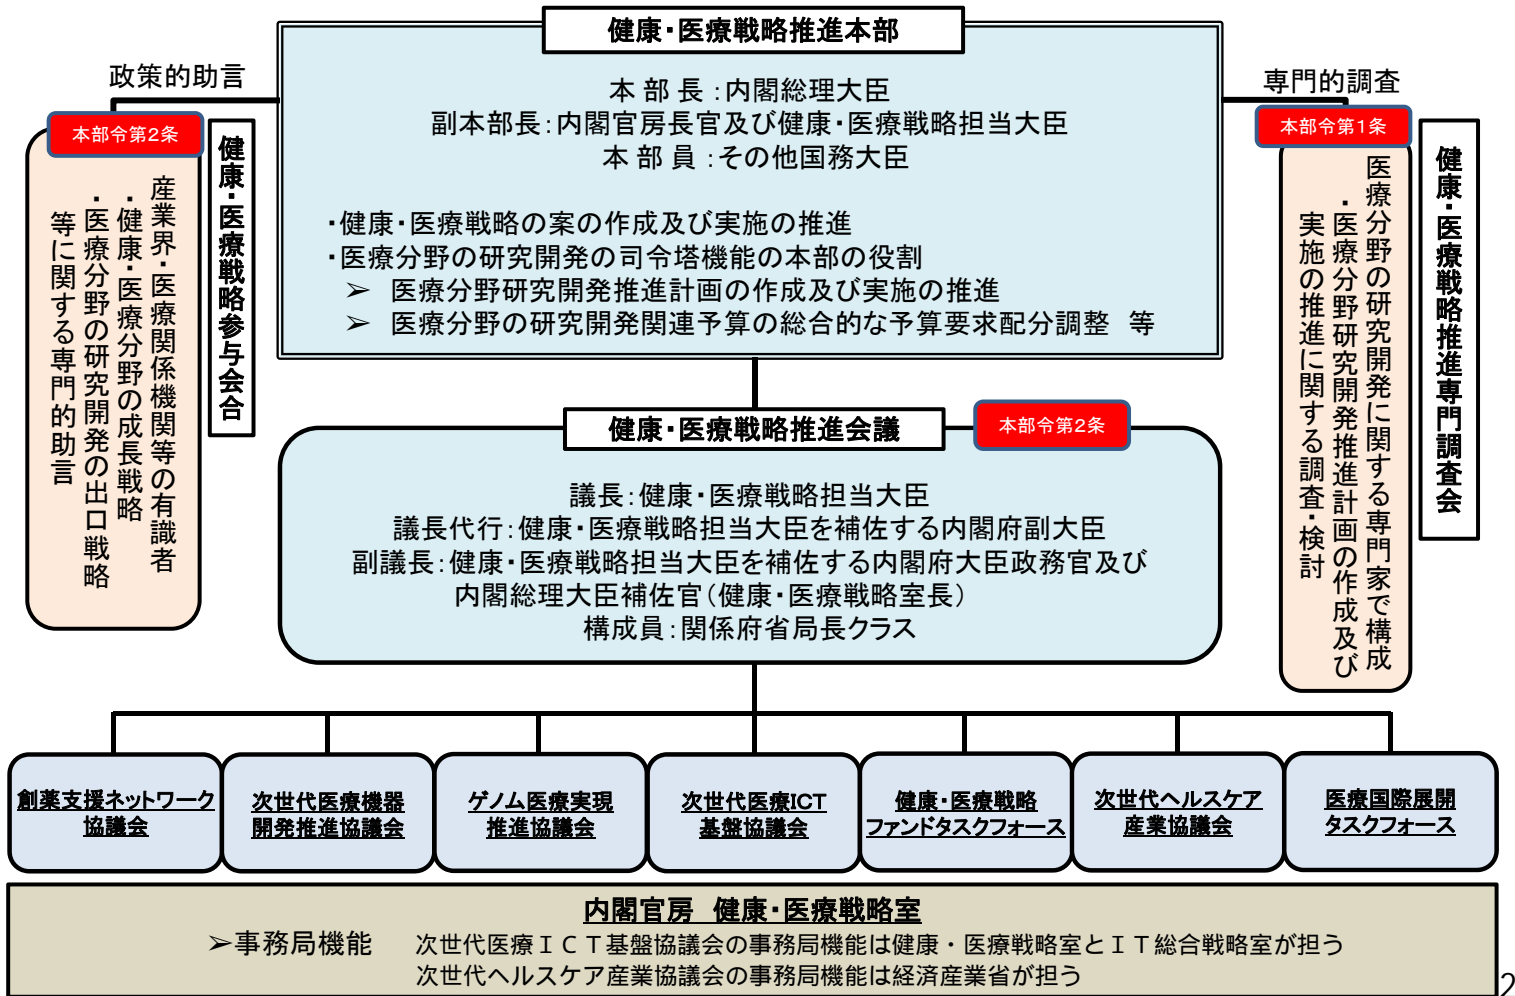 健康・医療戦略推進本部
本 部 長 ：内閣総理大臣
副本部長：内閣官房長官及び健康・医療戦略担当大臣
本 部 員 ：その他国務大臣
・健康・医療戦略の案の作成及び実施の推進
・医療分野の研究開発の司令塔機能の本部の役割
➢ 医療分野研究開発推進計画の作成及び実施の推進
➢ 医療分野の研究開発関連予算の総合的な予算要求配分調整　等
政策的助言
本部令第2条
健康・医療戦略参与会合
産業界・医療関係機関等の有識者
・健康・医療分野の成長戦略
・医療分野の研究開発の出口戦略
等に関する専門的助言
専門的調査
本部令第1条
健康・医療戦略推進専門調査会
医療分野の研究開発に関する専門家で構成
・医療分野研究開発推進計画の作成及び
実施の推進に関する調査・検討
健康・医療戦略推進会議
本部令第2条
議長：健康・医療戦略担当大臣
議長代行：健康・医療戦略担当大臣を補佐する内閣府副大臣
副議長：健康・医療戦略担当大臣を補佐する内閣府大臣政務官及び
内閣総理大臣補佐官（健康・医療戦略室長）
構成員：関係府省局長クラス
創薬支援ネットワーク
協議会
次世代医療機器
開発推進協議会
ゲノム医療実現
推進協議会
次世代医療ICT
基盤協議会
健康・医療戦略
ファンドタスクフォース
次世代ヘルスケア
産業協議会
医療国際展開
タスクフォース
内閣官房　健康・医療戦略室
➢事務局機能　次世代医療ＩＣＴ基盤協議会の事務局機能は健康・医療戦略室とＩＴ総合戦略室が担う
次世代ヘルスケア産業協議会の事務局機能は経済産業省が担う
2